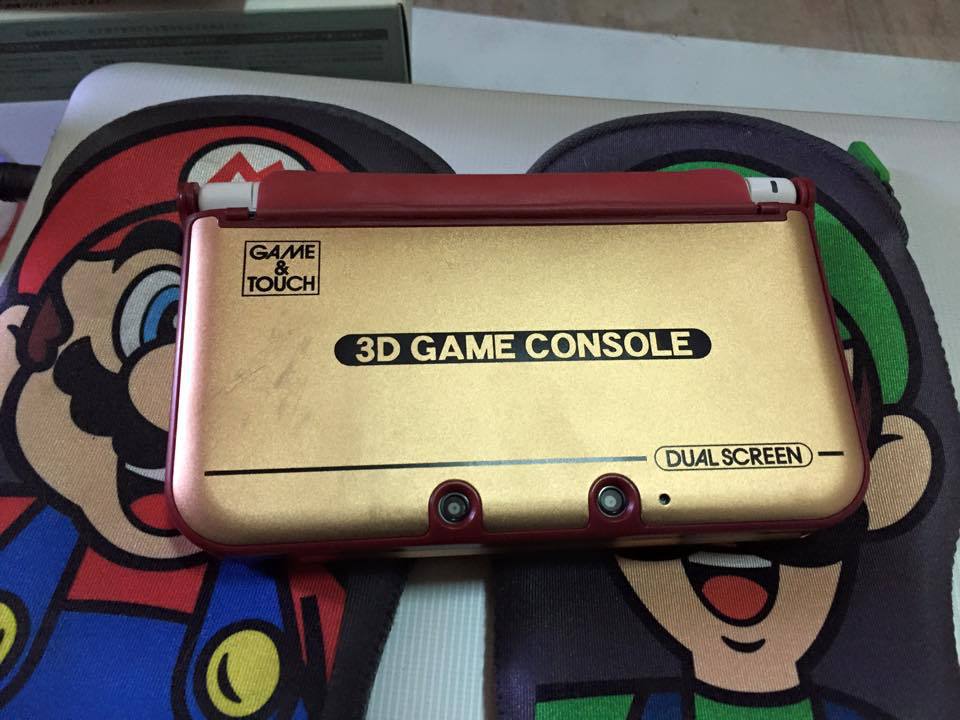 M
GAME
&
TOUCH
3D GAME CONSOLE
DUAL SCREEN